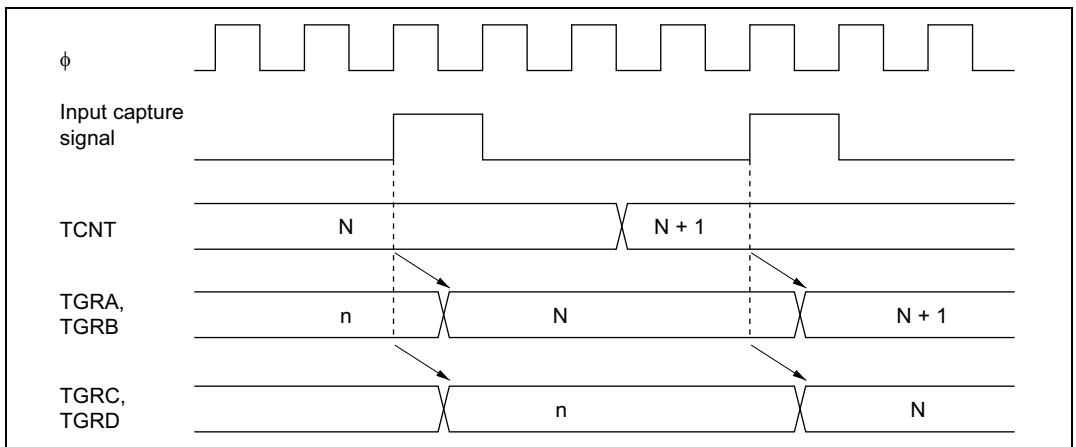 ϕ
Input capture
signal
TCNT N N + 1
TGRA,
TGRB n N N + 1
TGRC,
TGRD n N